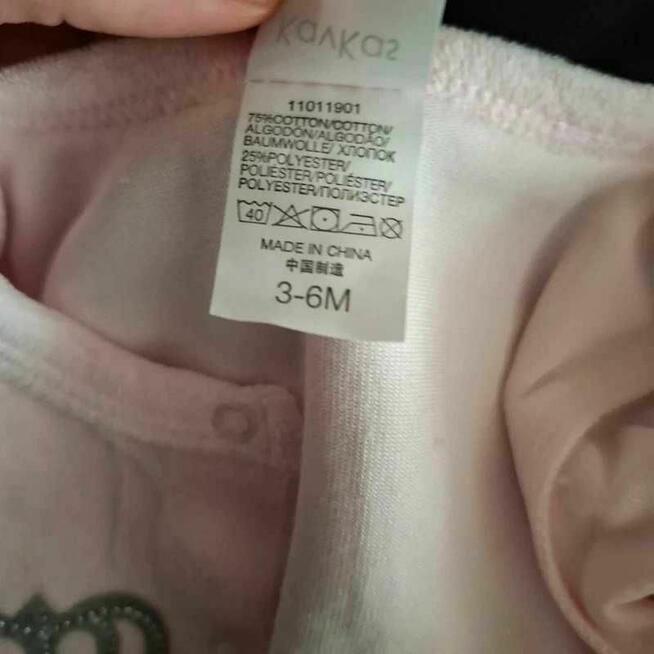 KavKas
11011901
75%COTTON/COTTON/
ALGODÓN/ALGODÃO/
BAUMWOLLE/ ХЛОПОК
25%POLYESTER/
POLIESTER/POLIÉSTER/
POLYESTER/ПОЛИЭСТЕР
40
MADE IN CHINA
中国制造
3-6M